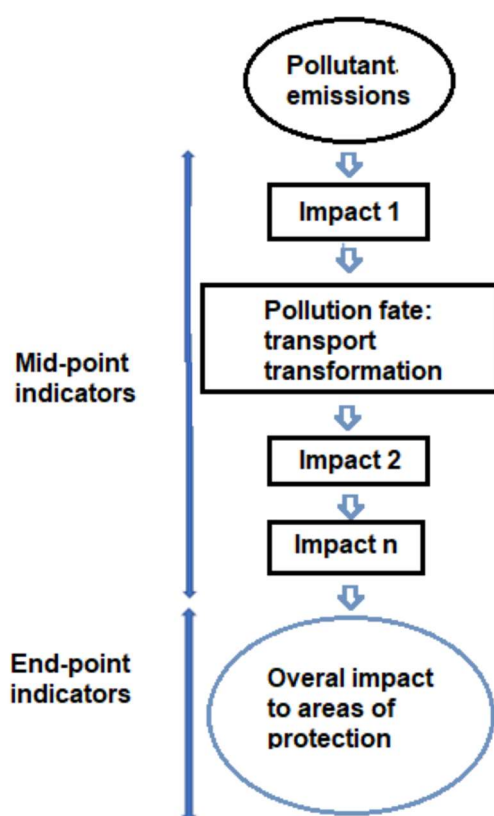 Pollutant.
emissions
Impact 1
Pollution fate:
transport
transformation
Mid-point
indicators
Impact 2
Impact n
End-point
indicators
Overal impact
to areas of
protection